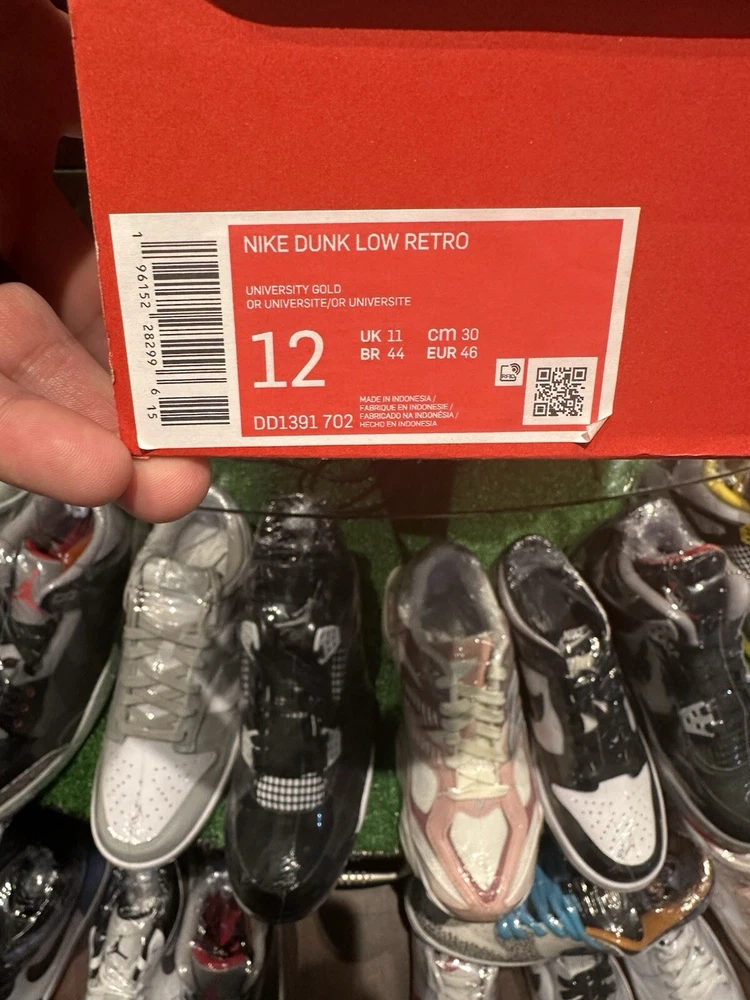 NIKE DUNK LOW RETRO
UNIVERSITY GOLD
OR UNIVERSITE/OR UNIVERSITE
12
UK 11 cm 30
BR 44 EUR 46
RFID
DD1391 702
MADE IN INDONESIA /
FABRIQUE EN INDONESIE /
FABRICADO NA INDONÉSIA /
HECHO EN INDONESIA
1 96152 28299 6 15